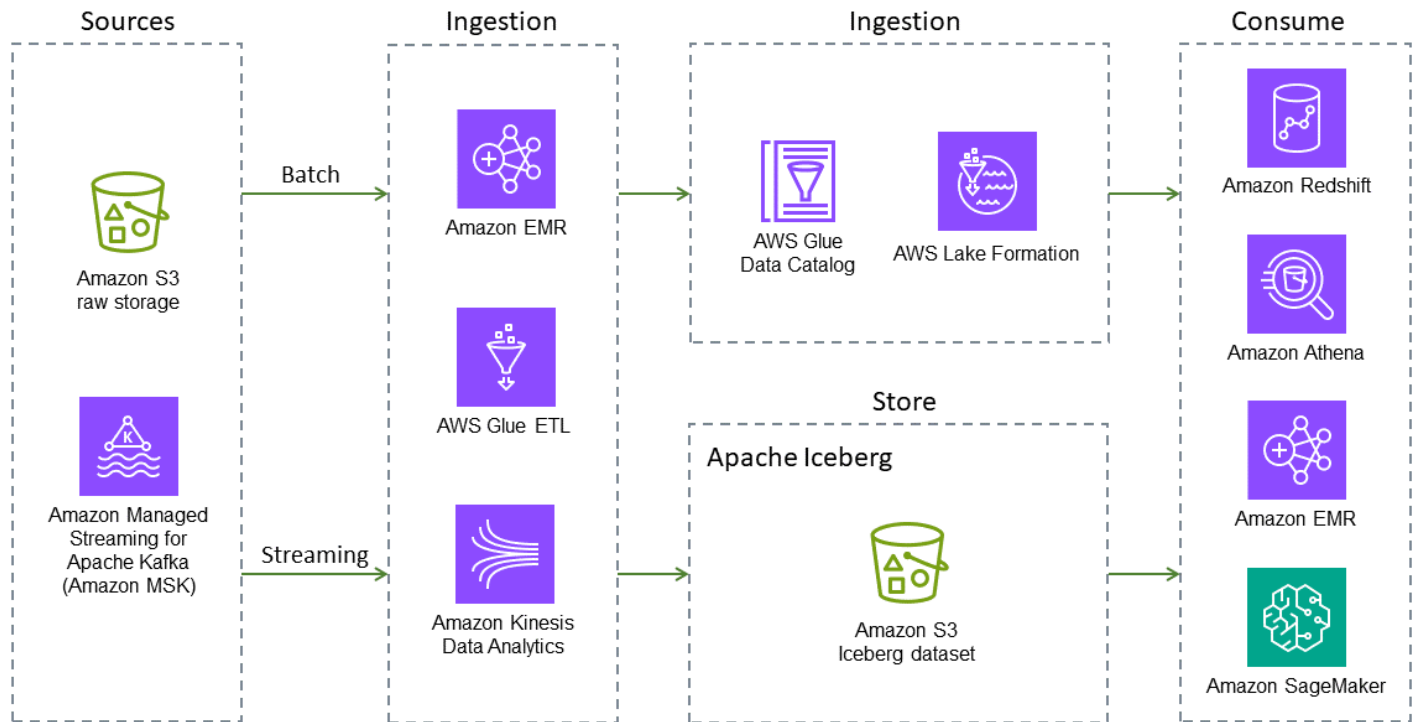 Sources
Ingestion
Ingestion
Consume
Batch
Amazon S3
raw storage
Amazon Managed
Streaming for
Apache Kafka
(Amazon MSK)
Streaming
Amazon EMR
AWS Glue ETL
Amazon Kinesis
Data Analytics
AWS Glue
Data Catalog
AWS Lake Formation
Store
Apache Iceberg
Amazon S3
Iceberg dataset
Amazon Redshift
Amazon Athena
Amazon EMR
Amazon SageMaker
K